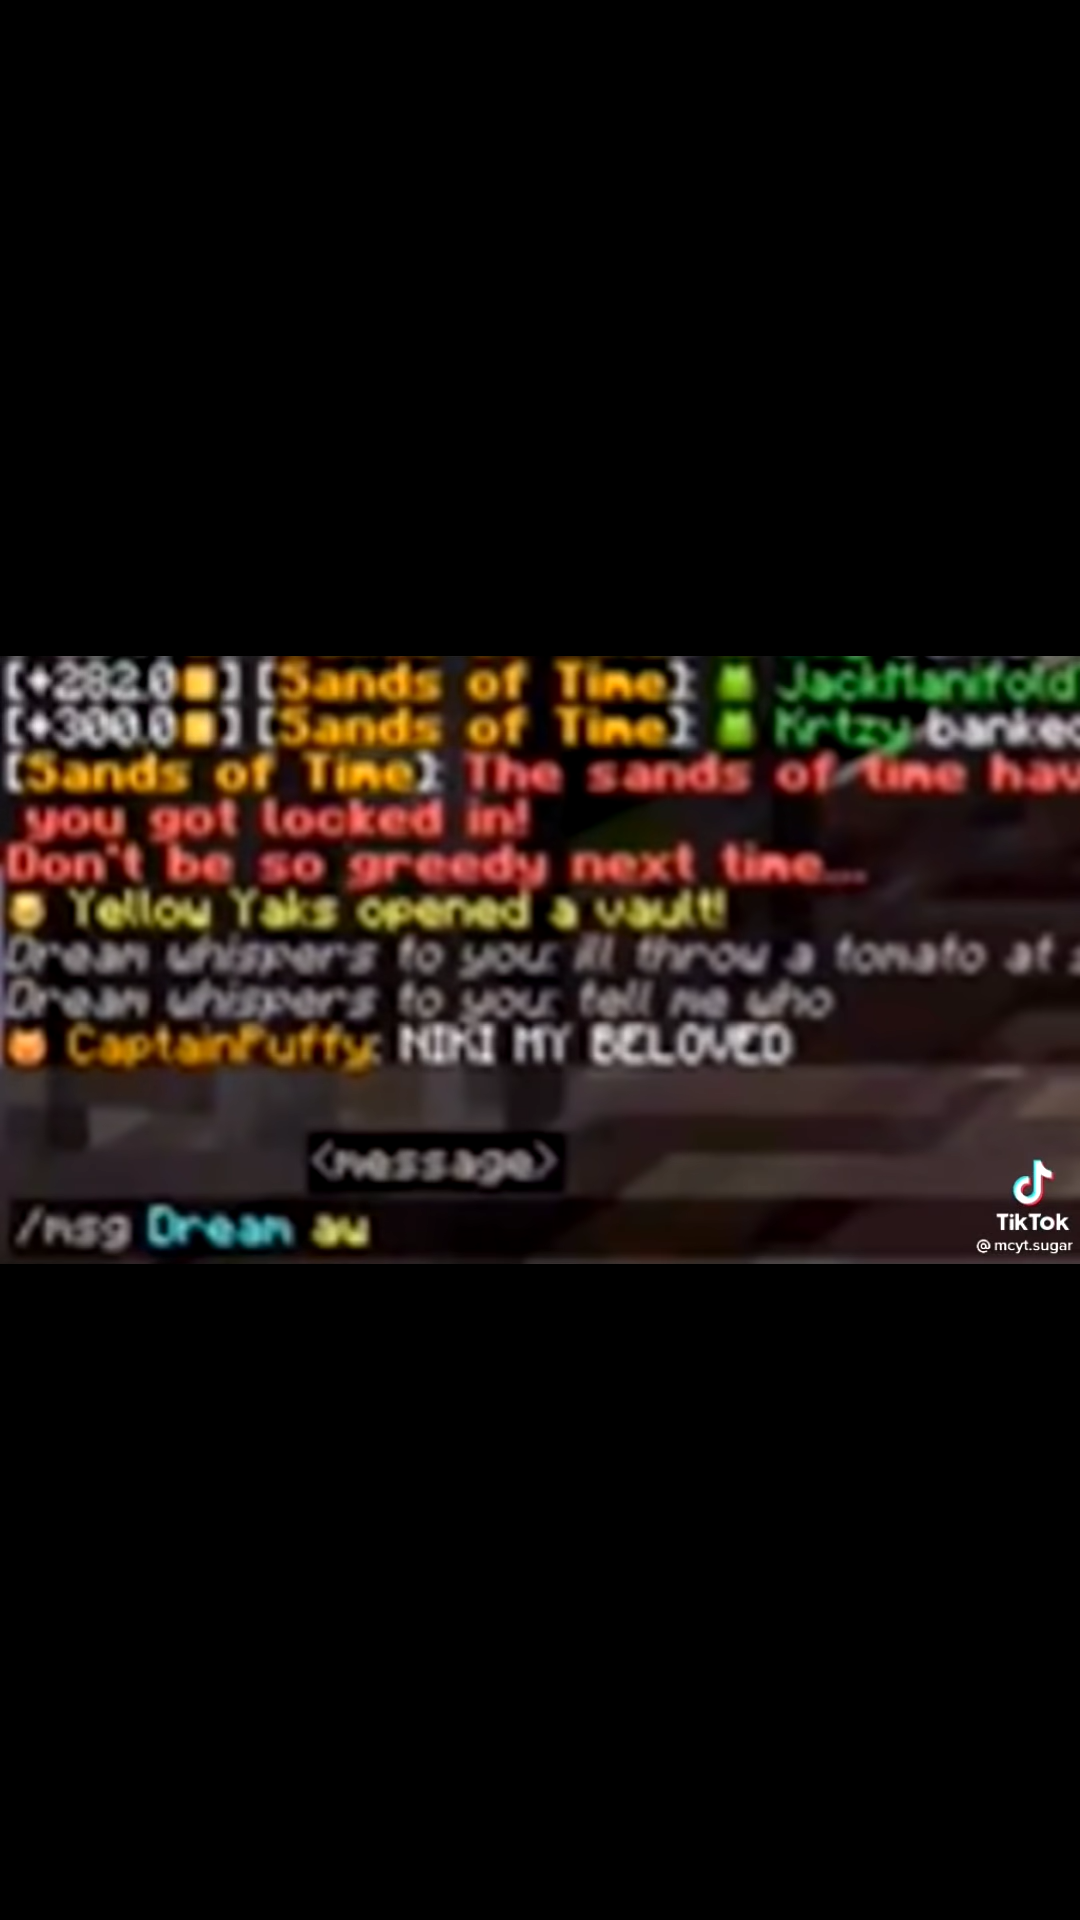 [+282.0] [Sands of Time]: JackManifold
[+300.0] [Sands of Time]: Krtzy banked
[Sands of Time]: The sands of time hav
you got locked in!
Don't be so greedy next time...
Yellow Yaks opened a vault!
Dream whispers to you: ill throw a tomato at
Dream whispers to you: tell me who
CaptainPuffy: NIKI MY BELOVED
<message>
/msg Dream aw
TikTok
@mcyt.sugar